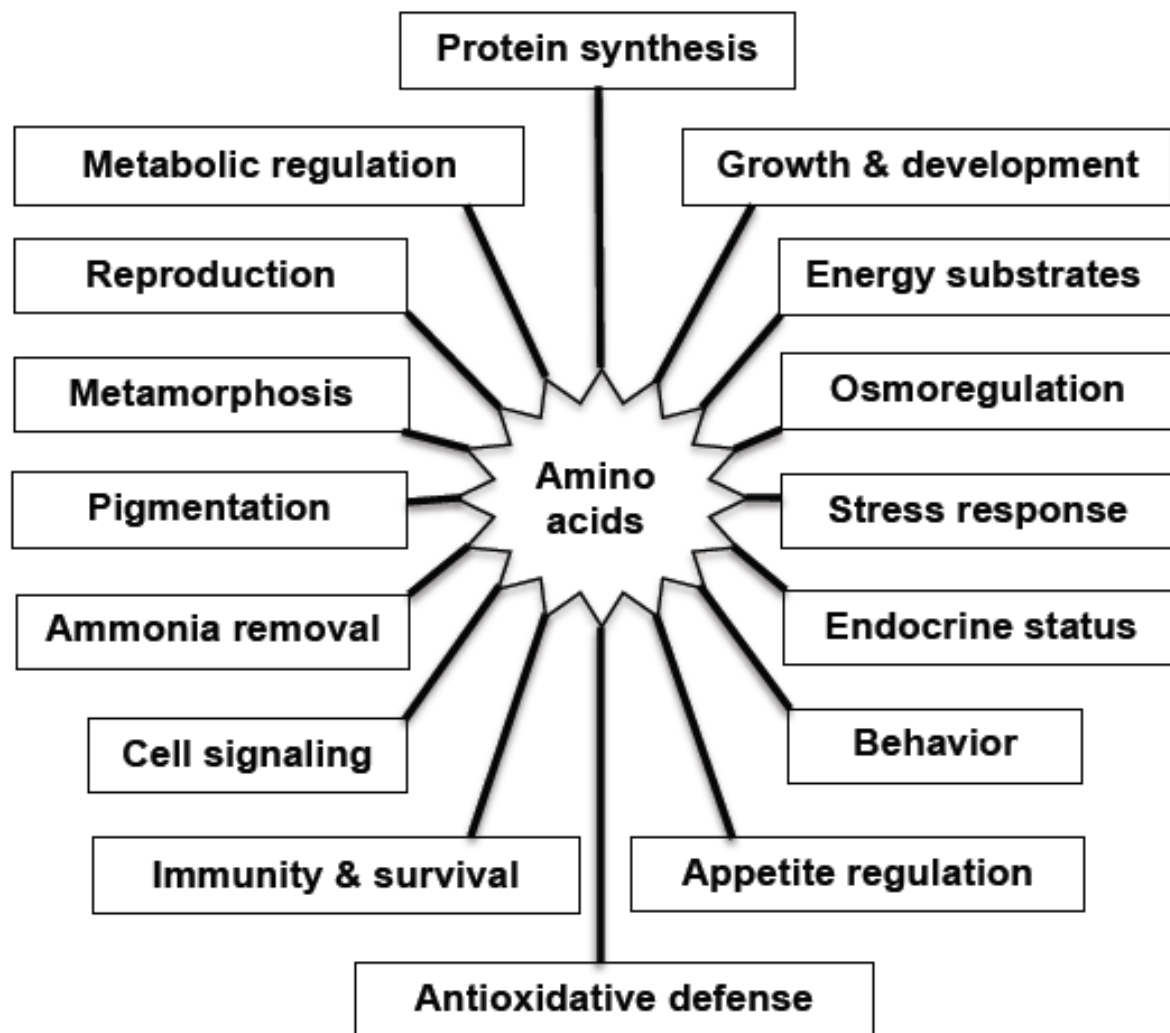 Protein synthesis
Metabolic regulation
Growth & development
Reproduction
Energy substrates
Metamorphosis
Osmoregulation
Amino
acids
Pigmentation
Stress response
Ammonia removal
Endocrine status
Cell signaling
Behavior
Immunity & survival
Appetite regulation
Antioxidative defense